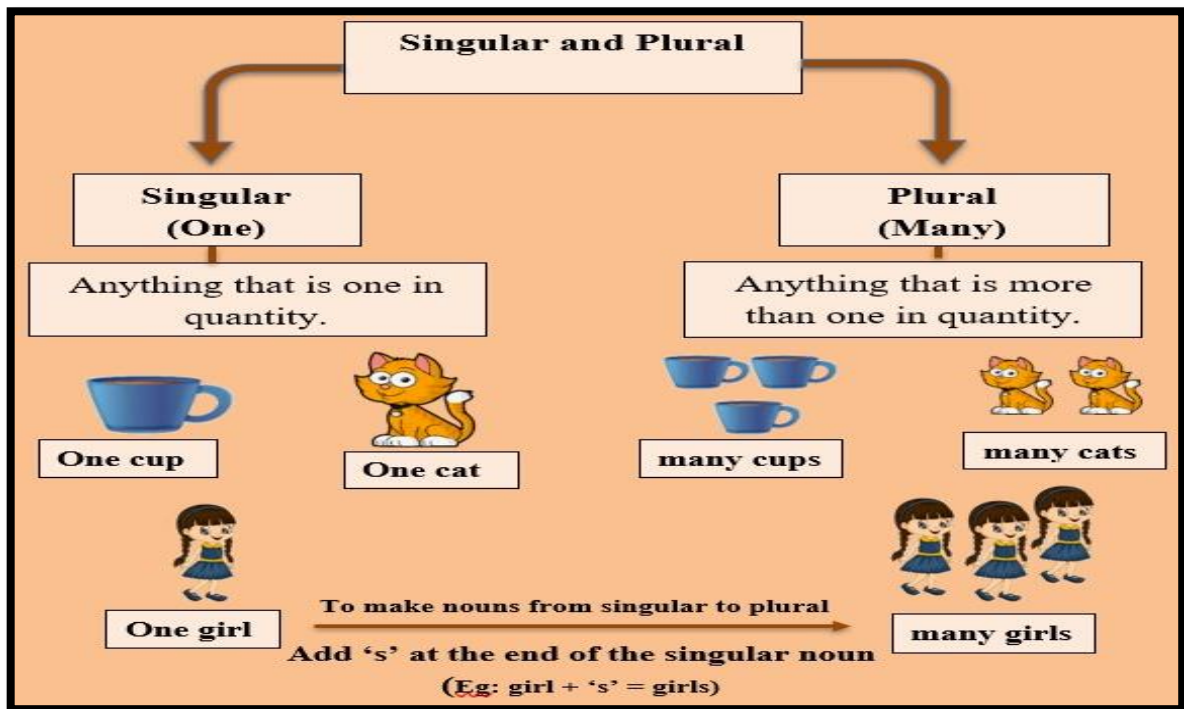 Singular and Plural
Singular
(One)
Anything that is one in
quantity.
One cup
One cat
One girl
Plural
(Many)
Anything that is more
than one in quantity.
many cups
many cats
many girls
To make nouns from singular to plural
Add ‘s’ at the end of the singular noun
(Eg: girl + ‘s’ = girls)